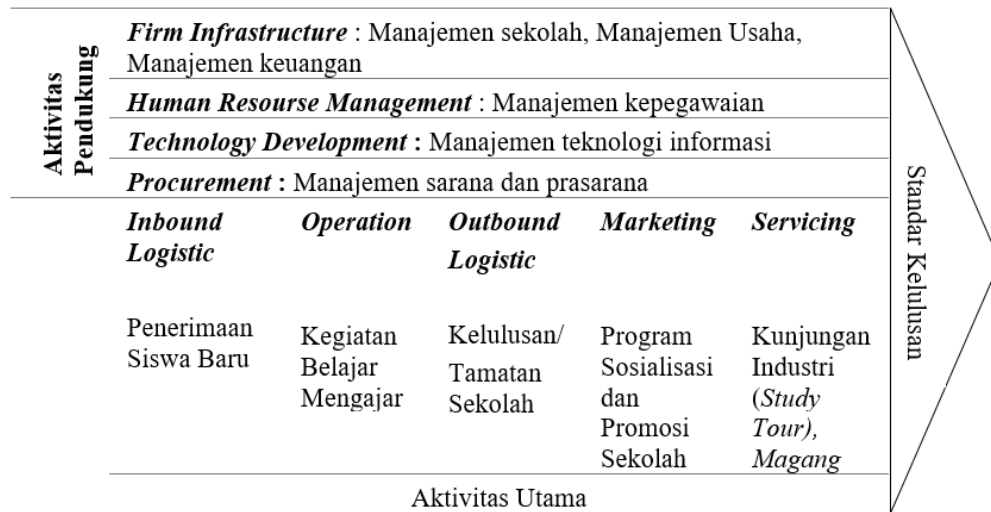 Aktivitas
Pendukung
Firm Infrastructure : Manajemen sekolah, Manajemen Usaha,
Manajemen keuangan
Human Resourse Management : Manajemen kepegawaian
Technology Development : Manajemen teknologi informasi
Procurement : Manajemen sarana dan prasarana
Inbound
Logistic
Penerimaan
Siswa Baru
Operation
Kegiatan
Belajar
Mengajar
Outbound
Logistic
Kelulusan/
Tamatan
Sekolah
Marketing
Program
Sosialisasi
dan
Promosi
Sekolah
Servicing
Kunjungan
Industri
(Study
Tour),
Magang
Aktivitas Utama
Standar Kelulusan